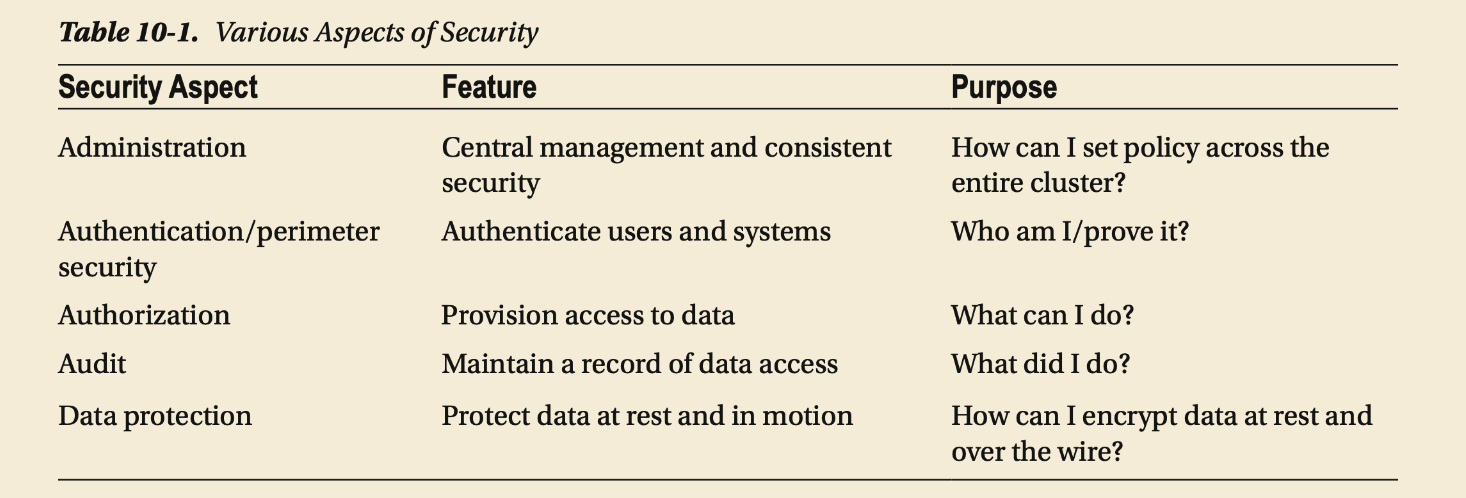 Table 10-1. Various Aspects of Security
Security Aspect Feature Purpose
Administration Central management and consistent security How can I set policy across the entire cluster?
Authentication/perimeter security Authenticate users and systems Who am I/prove it?
Authorization Provision access to data What can I do?
Audit Maintain a record of data access What did I do?
Data protection Protect data at rest and in motion How can I encrypt data at rest and over the wire?